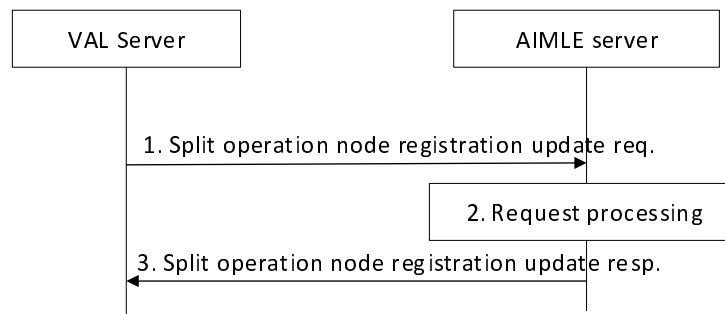 VAL Server
AIMLE server
1. Split operation node registration update req.
2. Request processing
3. Split operation node registration update resp.